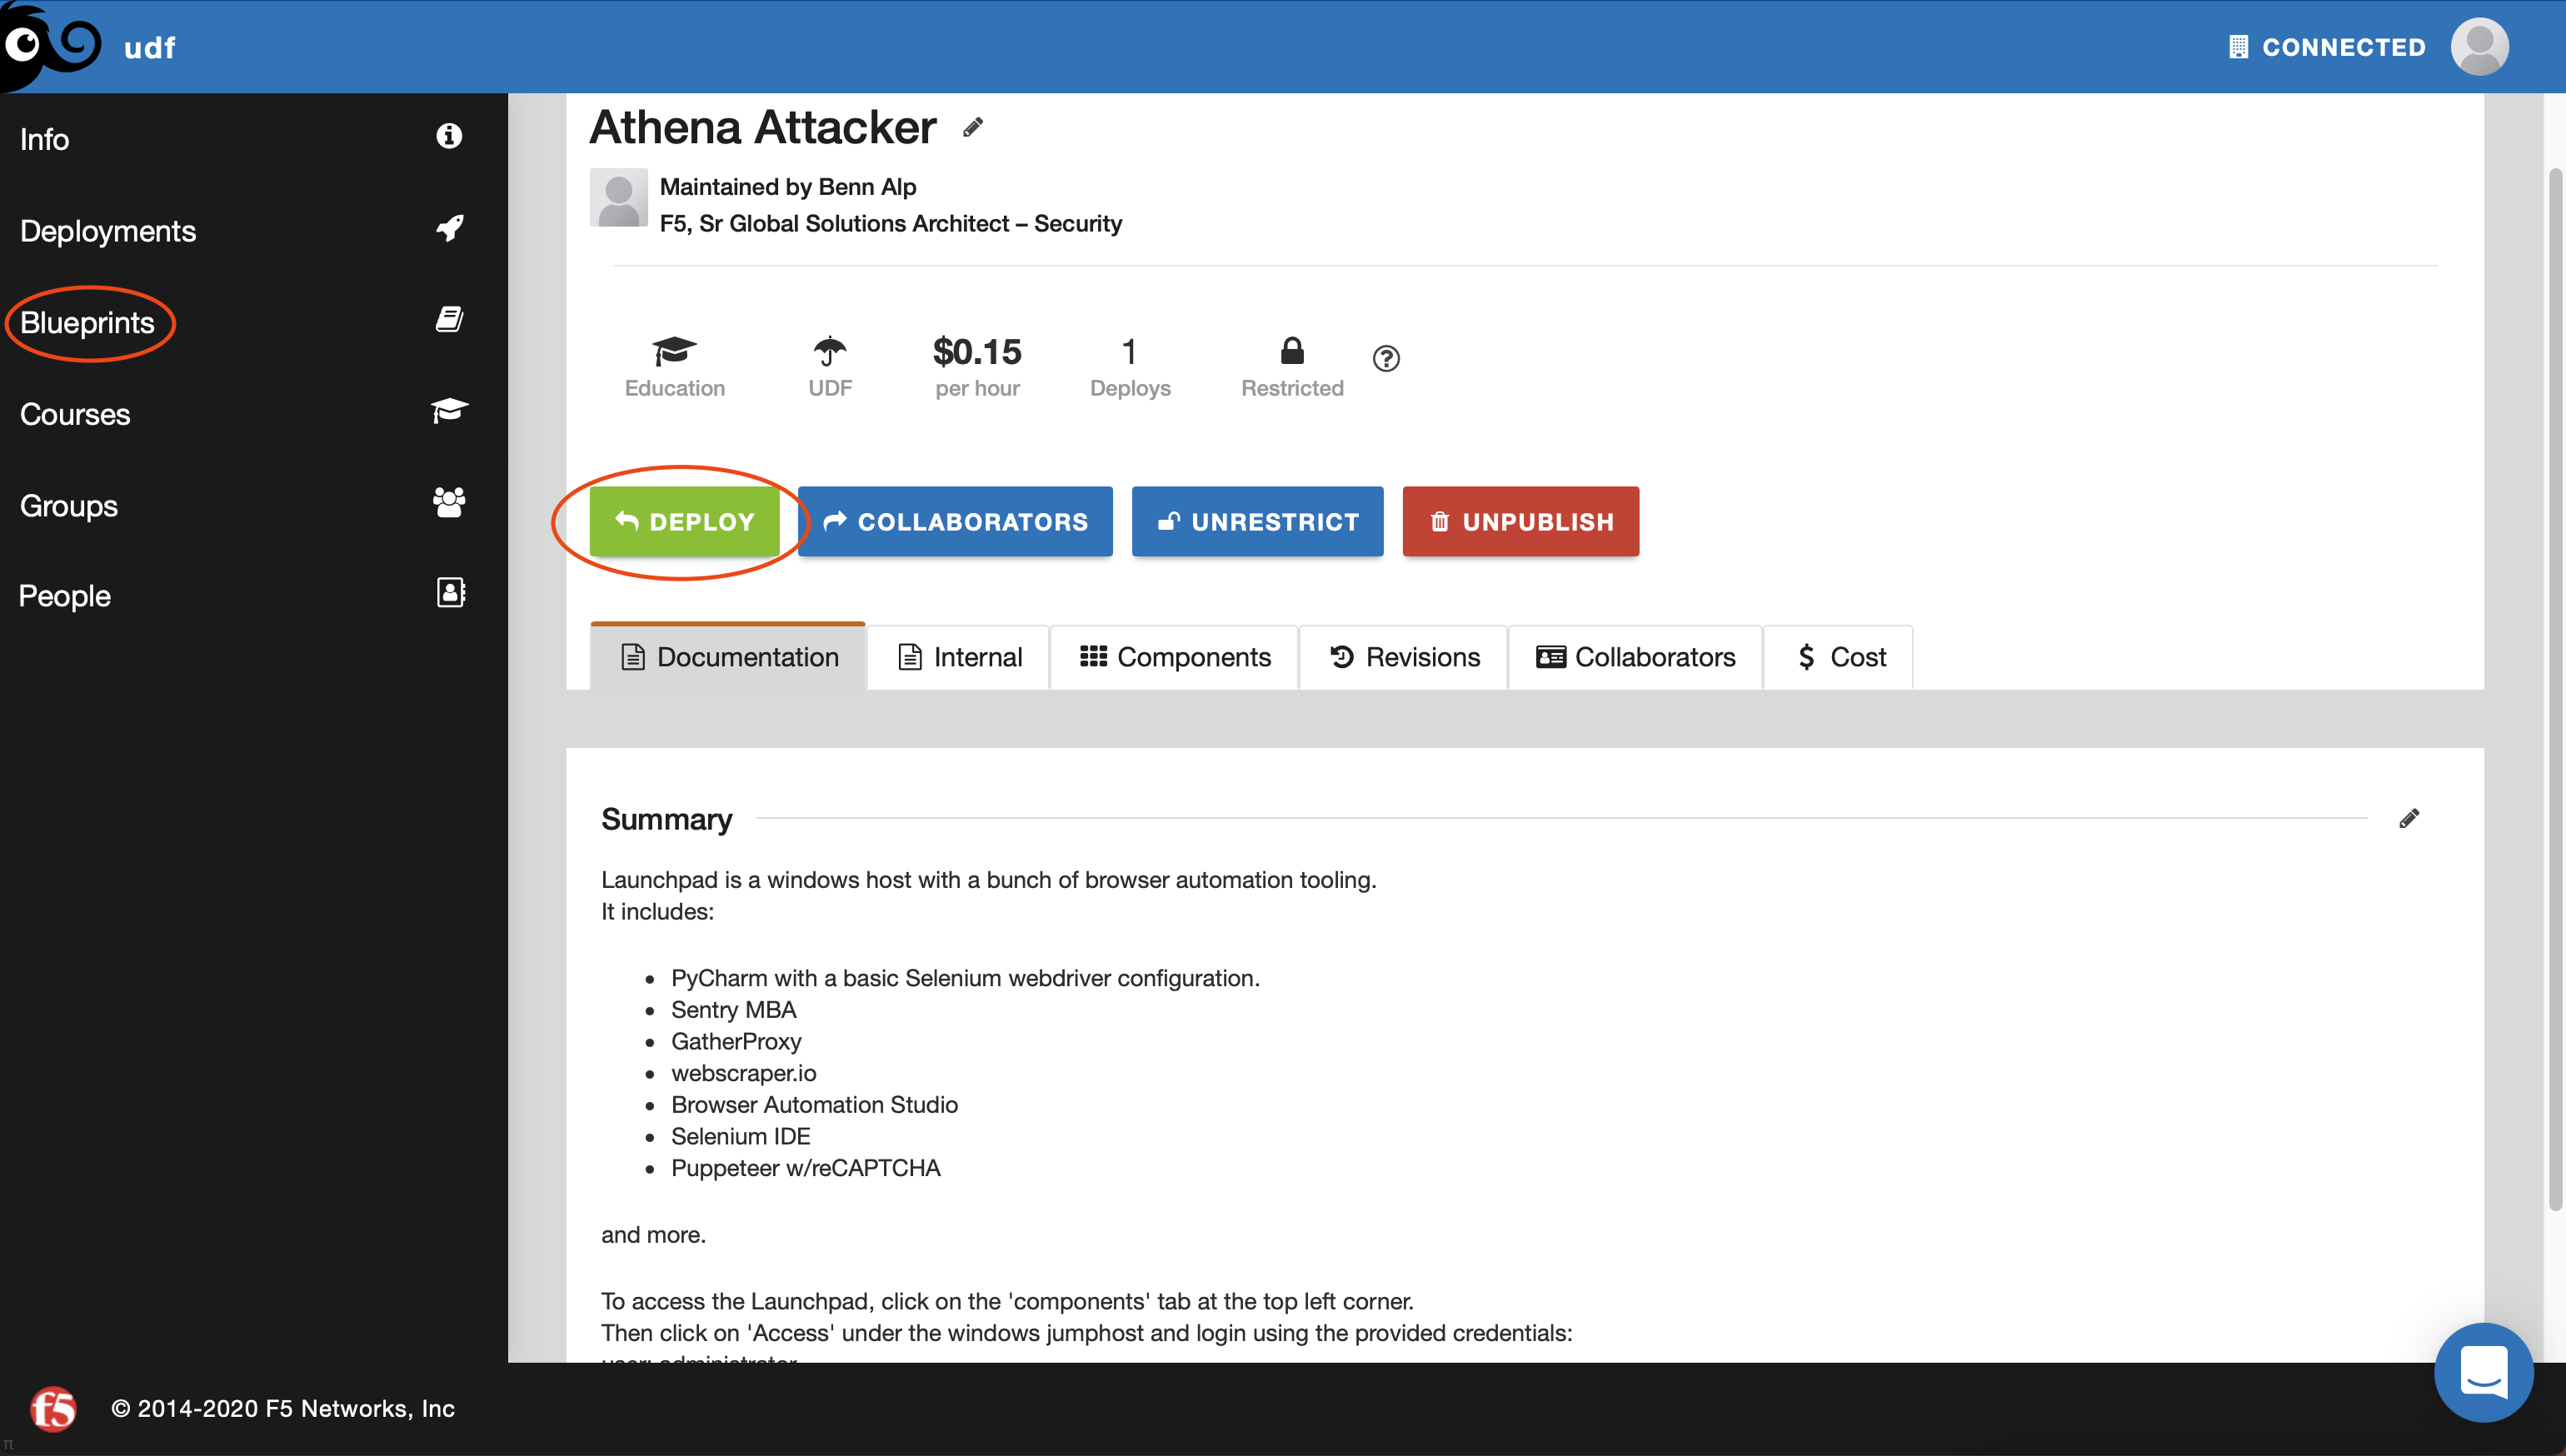 udf
CONNECTED
Info
Deployments
Blueprints
Courses
Groups
People
Athena Attacker
Maintained by Benn Alp
F5, Sr Global Solutions Architect – Security
Education
UDF
$0.15
per hour
1
Deploys
Restricted
DEPLOY
COLLABORATORS
UNRESTRICT
UNPUBLISH
Documentation
Internal
Components
Revisions
Collaborators
$ Cost
Summary
Launchpad is a windows host with a bunch of browser automation tooling.
It includes:
• PyCharm with a basic Selenium webdriver configuration.
• Sentry MBA
• GatherProxy
• webscraper.io
• Browser Automation Studio
• Selenium IDE
• Puppeteer w/reCAPTCHA
and more.
To access the Launchpad, click on the 'components' tab at the top left corner.
Then click on 'Access' under the windows jumphost and login using the provided credentials:
user: administrator
f5
© 2014-2020 F5 Networks, Inc
π